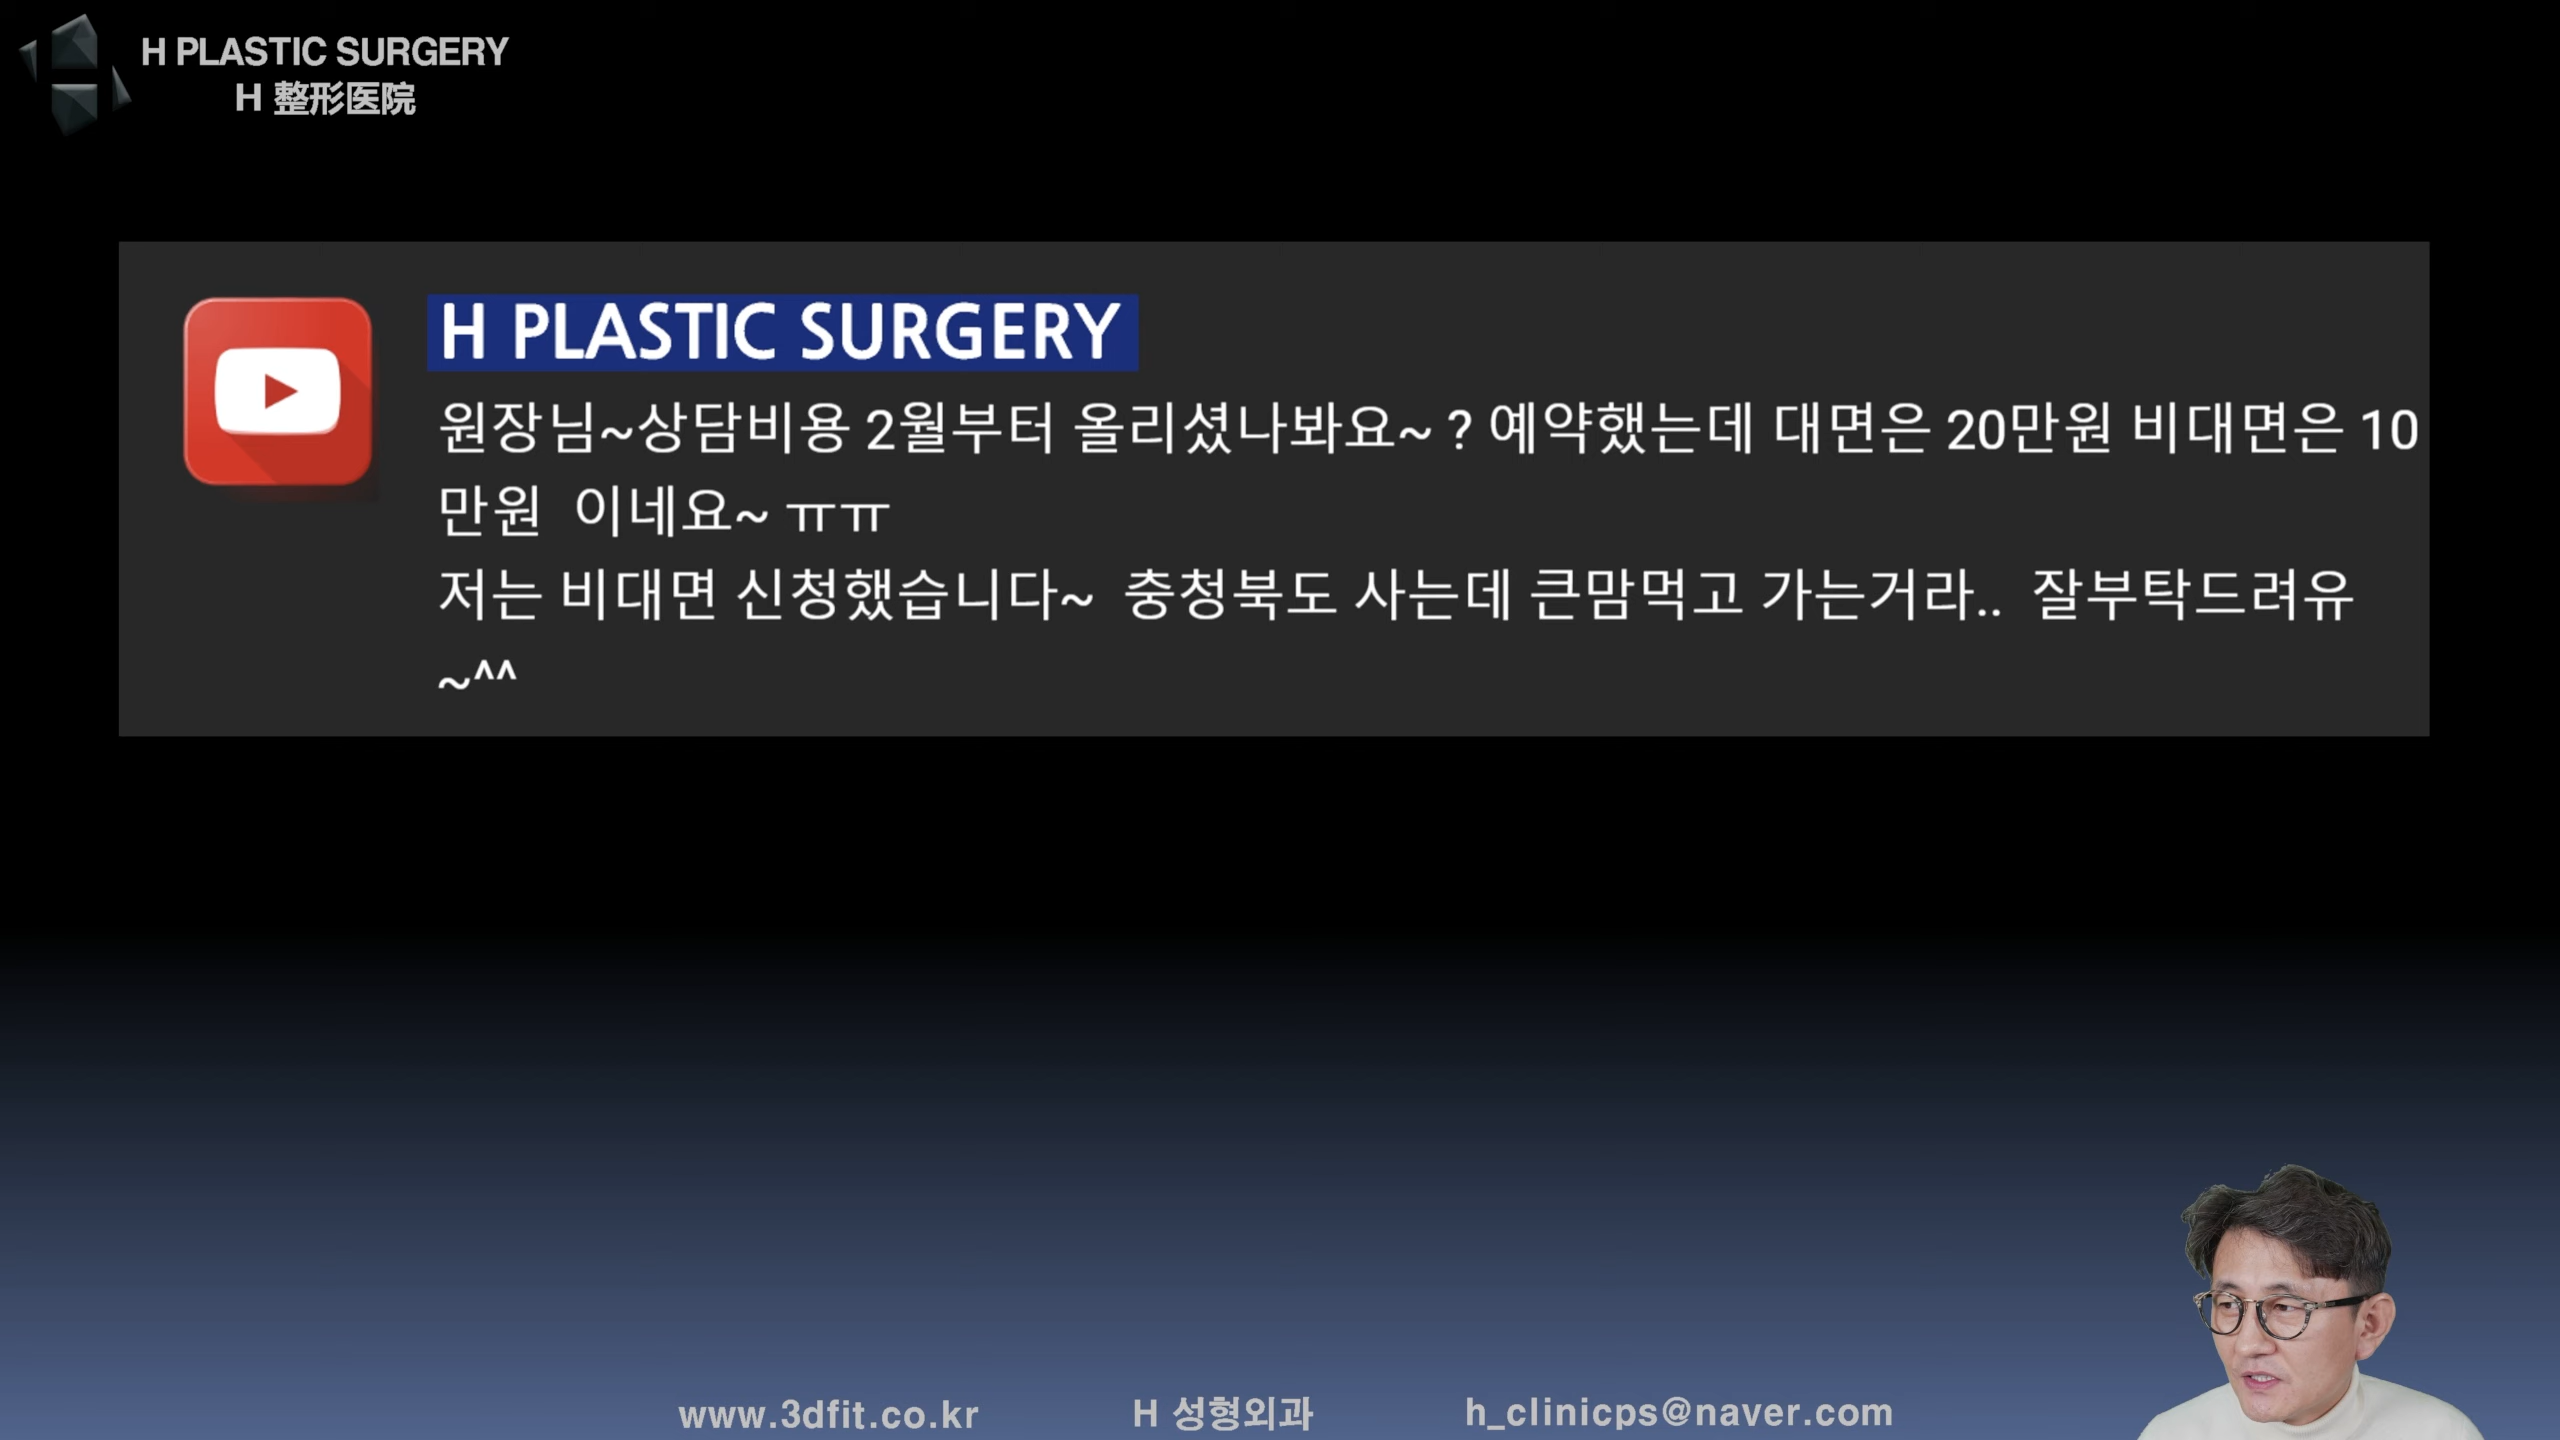 H PLASTIC SURGERY
H 整形医院
H PLASTIC SURGERY
원장님~상담비용 2월부터 올리셨나봐요~ ? 예약했는데 대면은 20만원 비대면은 10
만원  이네요~ ㅠㅠ
저는 비대면 신청했습니다~  충청북도 사는데 큰맘먹고 가는거라..  잘부탁드려유
~^^
www.3dfit.co.kr
H 성형외과
h_clinicps@naver.com